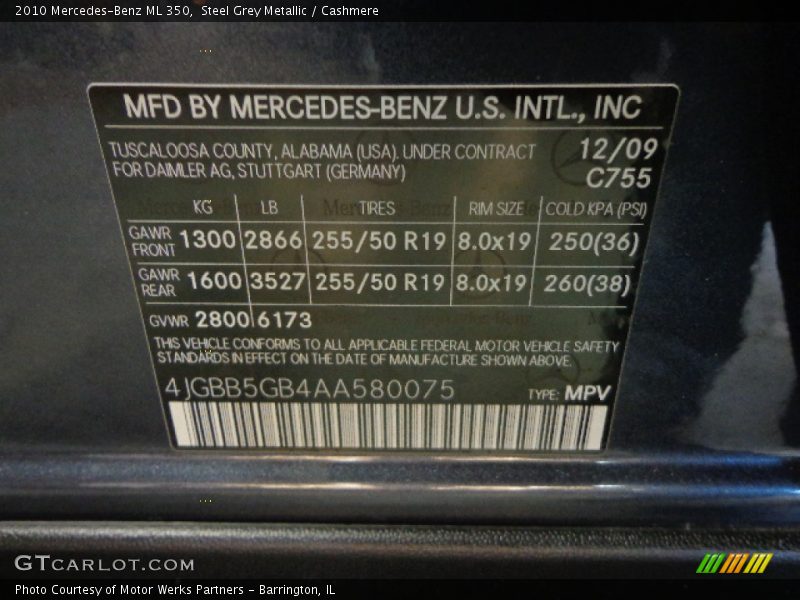 2010 Mercedes-Benz ML 350,  Steel Grey Metallic / Cashmere
MFD BY MERCEDES-BENZ U.S. INTL., INC
TUSCALOOSA COUNTY, ALABAMA (USA). UNDER CONTRACT 12/09
FOR DAIMLER AG, STUTTGART (GERMANY) C755
KG LB TIRES RIM SIZE COLD KPA (PSI)
GAWR FRONT 1300 2866 255/50 R19 8.0x19 250(36)
GAWR REAR 1600 3527 255/50 R19 8.0x19 260(38)
GVWR 2800 6173
THIS VEHICLE CONFORMS TO ALL APPLICABLE FEDERAL MOTOR VEHICLE SAFETY
STANDARDS IN EFFECT ON THE DATE OF MANUFACTURE SHOWN ABOVE.
4JGBB5GB4AA580075 TYPE: MPV
GTCARLOT.COM
Photo Courtesy of Motor Werks Partners - Barrington, IL